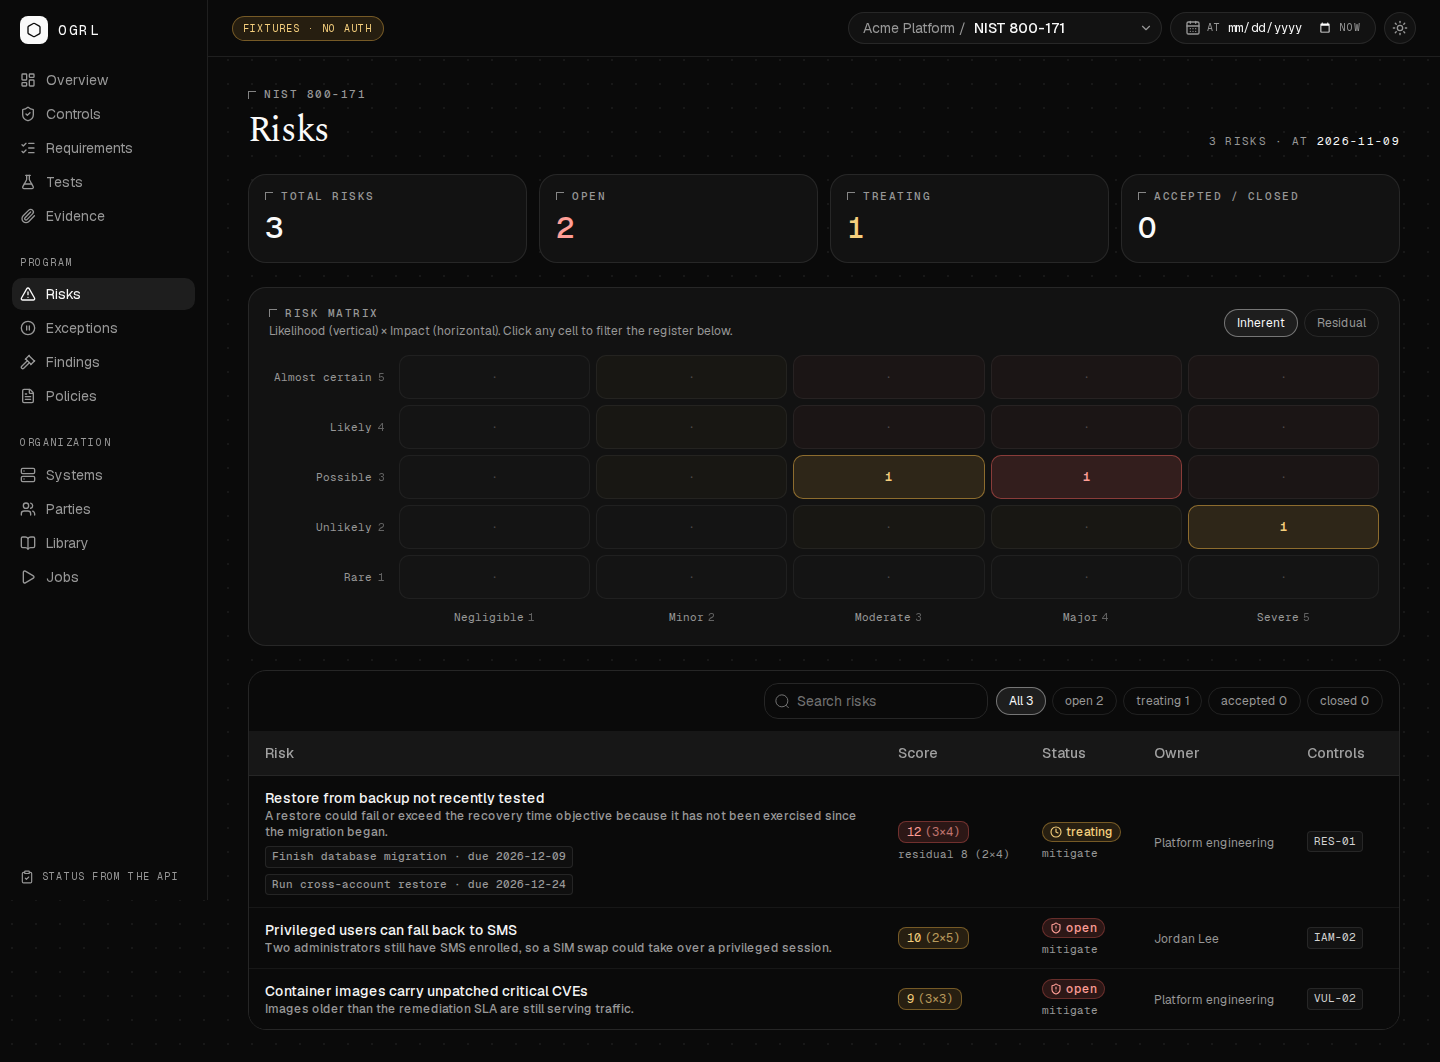 OGRL
FIXTURES · NO AUTH
Acme Platform / NIST 800-171
AT mm/dd/yyyy NOW
Overview
Controls
Requirements
Tests
Evidence
PROGRAM
Risks
Exceptions
Findings
Policies
ORGANIZATION
Systems
Parties
Library
Jobs
STATUS FROM THE API
NIST 800-171
Risks
3 RISKS · AT 2026-11-09
TOTAL RISKS
3
OPEN
2
TREATING
1
ACCEPTED / CLOSED
0
RISK MATRIX
Likelihood (vertical) × Impact (horizontal). Click any cell to filter the register below.
Inherent Residual
Almost certain 5 · · · · ·
Likely 4 · · · · ·
Possible 3 · · 1 1 ·
Unlikely 2 · · · · 1
Rare 1 · · · · ·
Negligible 1 Minor 2 Moderate 3 Major 4 Severe 5
Search risks All 3 open 2 treating 1 accepted 0 closed 0
Risk Score Status Owner Controls
Restore from backup not recently tested
A restore could fail or exceed the recovery time objective because it has not been exercised since
the migration began.
Finish database migration · due 2026-12-09
Run cross-account restore · due 2026-12-24
12 (3×4)
residual 8 (2×4)
treating
mitigate
Platform engineering
RES-01
Privileged users can fall back to SMS
Two administrators still have SMS enrolled, so a SIM swap could take over a privileged session.
10 (2×5)
open
mitigate
Jordan Lee
IAM-02
Container images carry unpatched critical CVEs
Images older than the remediation SLA are still serving traffic.
9 (3×3)
open
mitigate
Platform engineering
VUL-02